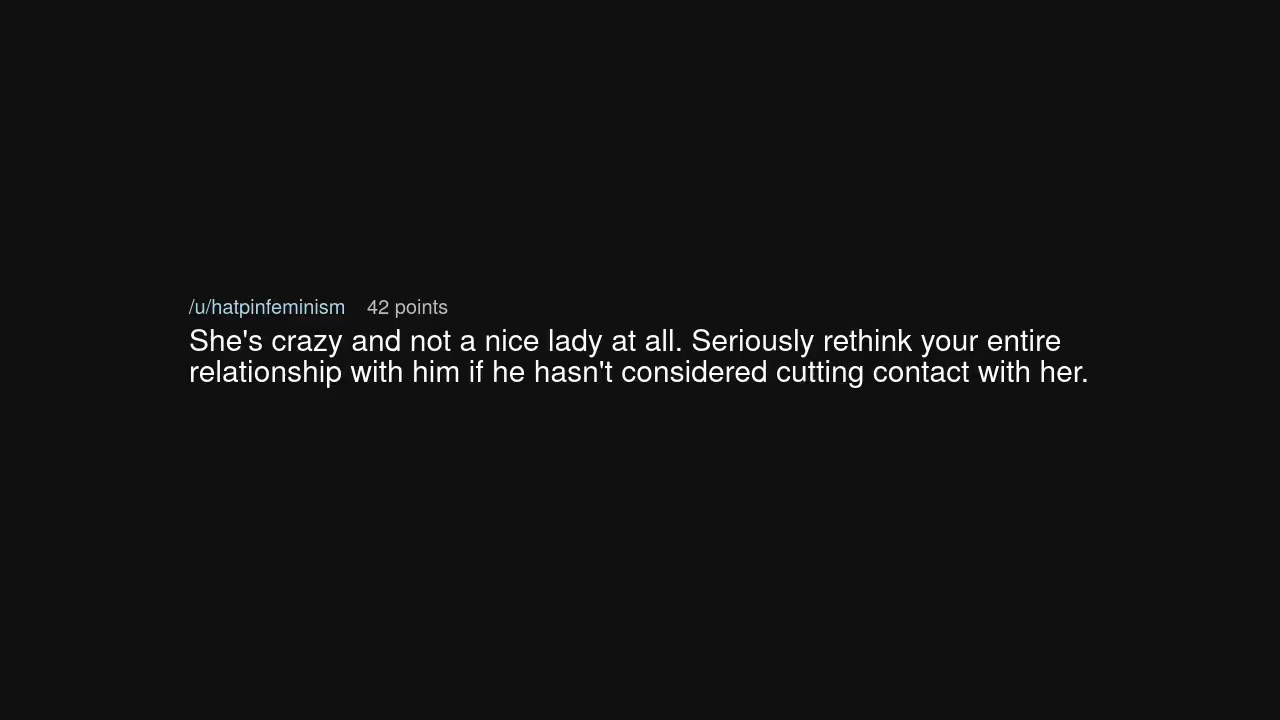 /u/hatpinfeminism 42 points
She's crazy and not a nice lady at all. Seriously rethink your entire
relationship with him if he hasn't considered cutting contact with her.